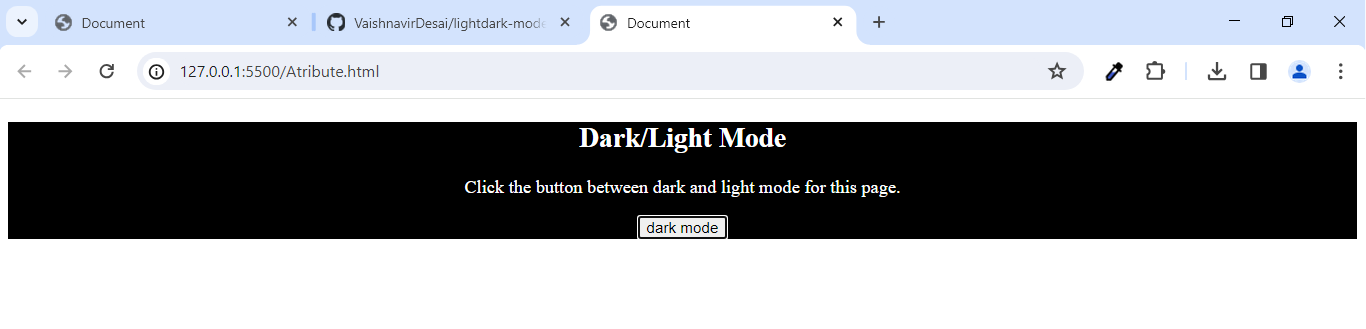 Document
VaishnavirDesai/lightdark-mode
Document
127.0.0.1:5500/Atribute.html
Dark/Light Mode
Click the button between dark and light mode for this page.
dark mode